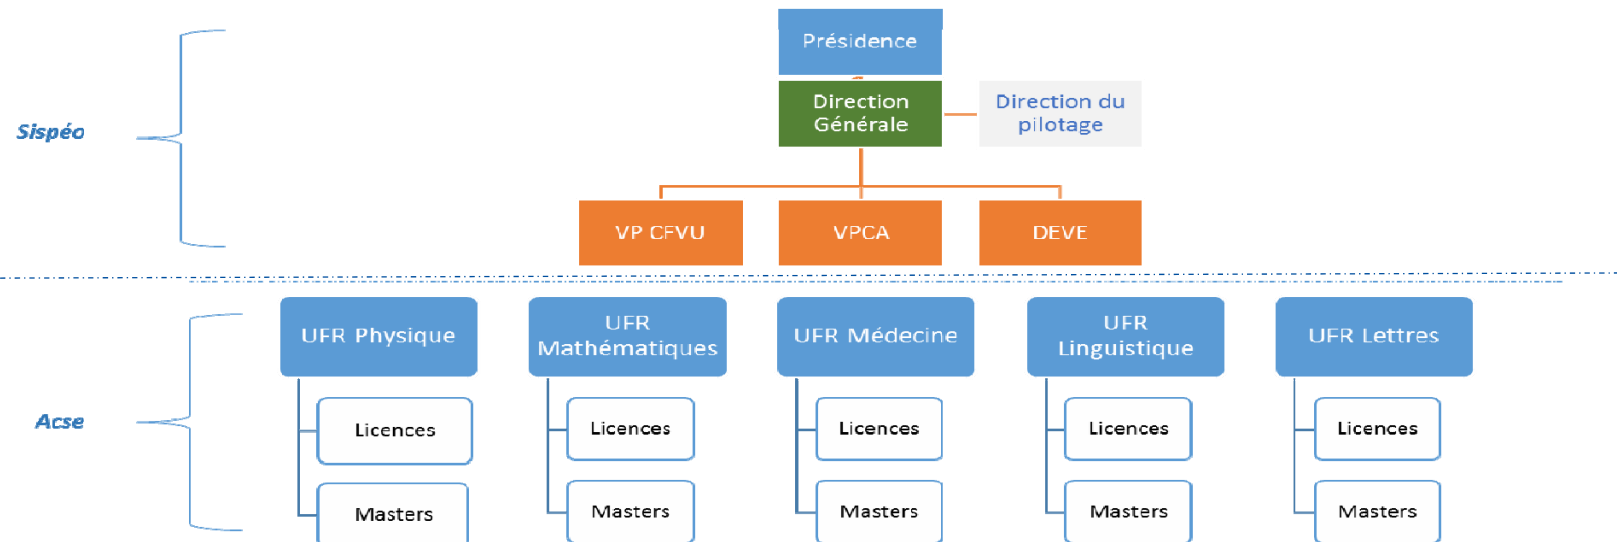 Présidence
Direction
Générale
Direction du
pilotage
Sispéo
VP CFVU
VPCA
DEVE
UFR Physique
UFR
Mathématiques
UFR Médecine
UFR
Linguistique
UFR Lettres
Acse
Licences
Licences
Licences
Licences
Licences
Masters
Masters
Masters
Masters
Masters